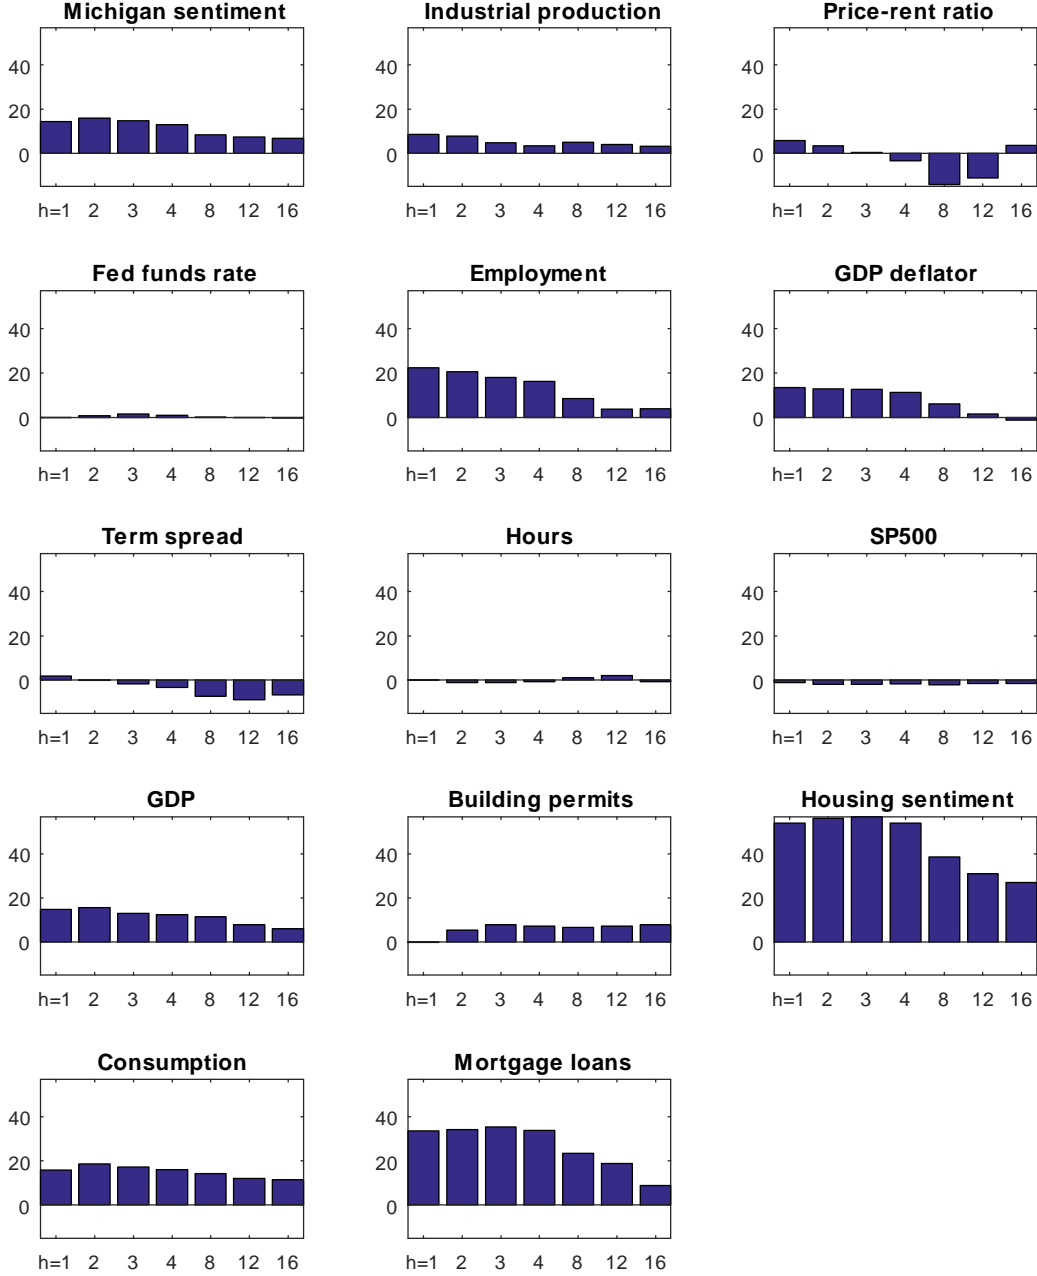 Michigan sentiment
40
20
0
h=1 2 3 4 8 12 16
Industrial production
40
20
0
h=1 2 3 4 8 12 16
Price-rent ratio
40
20
0
h=1 2 3 4 8 12 16
Fed funds rate
40
20
0
h=1 2 3 4 8 12 16
Employment
40
20
0
h=1 2 3 4 8 12 16
GDP deflator
40
20
0
h=1 2 3 4 8 12 16
Term spread
40
20
0
h=1 2 3 4 8 12 16
Hours
40
20
0
h=1 2 3 4 8 12 16
SP500
40
20
0
h=1 2 3 4 8 12 16
GDP
40
20
0
h=1 2 3 4 8 12 16
Building permits
40
20
0
h=1 2 3 4 8 12 16
Housing sentiment
40
20
0
h=1 2 3 4 8 12 16
Consumption
40
20
0
h=1 2 3 4 8 12 16
Mortgage loans
40
20
0
h=1 2 3 4 8 12 16